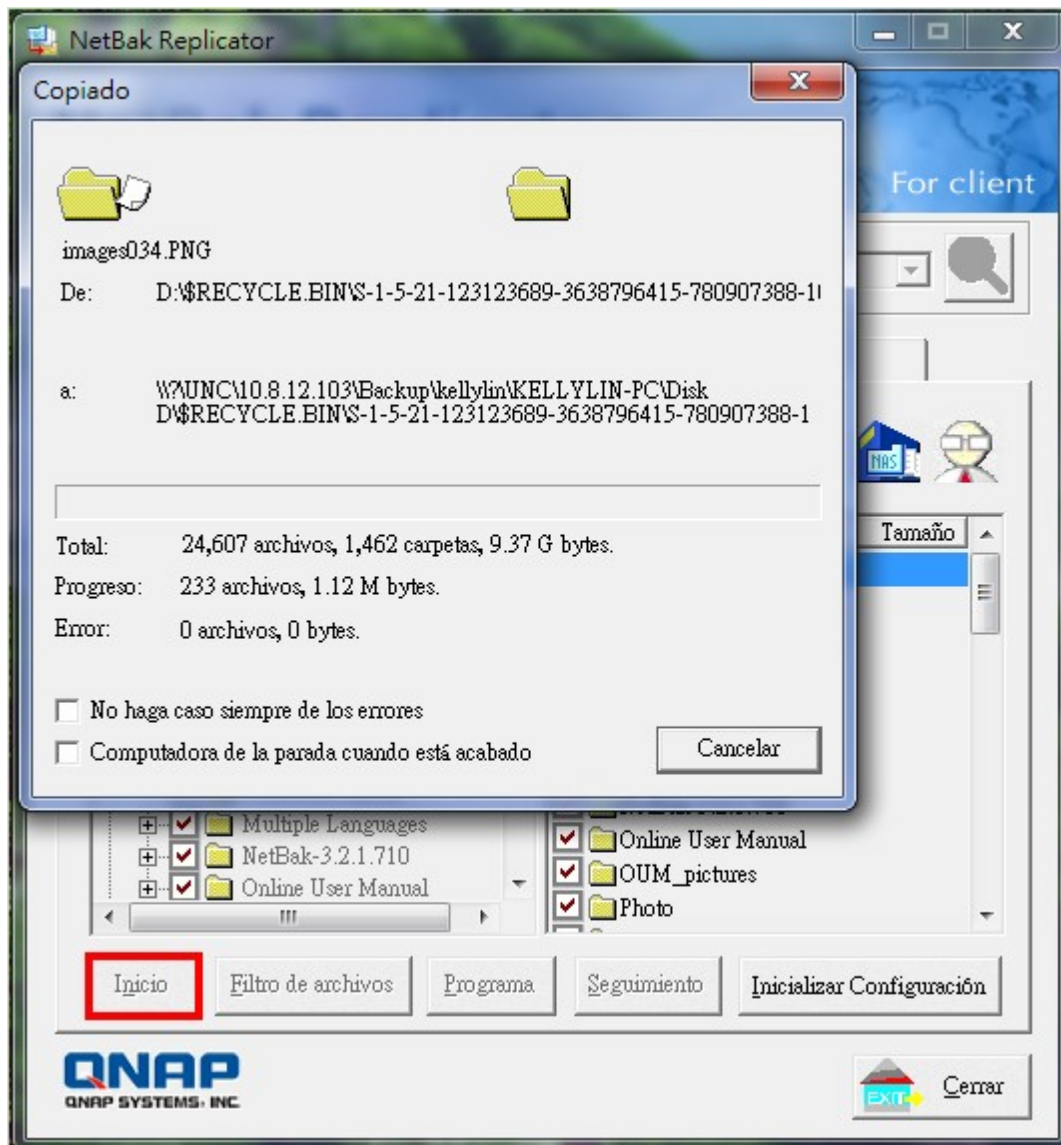 NetBak Replicator
Copiado
For client
images034.PNG
De: D:\$RECYCLE.BIN\S-1-5-21-123123689-3638796415-780907388-10
a: \\?\UNC\10.8.12.103\Backup\kellylin\KELLYLIN-PC\Disk
D\$RECYCLE.BIN\S-1-5-21-123123689-3638796415-780907388-1
NAS
Tamaño
Total: 24,607 archivos, 1,462 carpetas, 9.37 G bytes.
Progreso: 233 archivos, 1.12 M bytes.
Error: 0 archivos, 0 bytes.
No haga caso siempre de los errores
Computadora de la parada cuando está acabado
Cancelar
Multiple Languages
NetBak-3.2.1.710
Online User Manual
Online User Manual
OUM_pictures
Photo
Inicio Filtro de archivos Programa Seguimiento Inicializar Configuración
QNAP
QNAP SYSTEMS, INC.
EXIT Cerrar